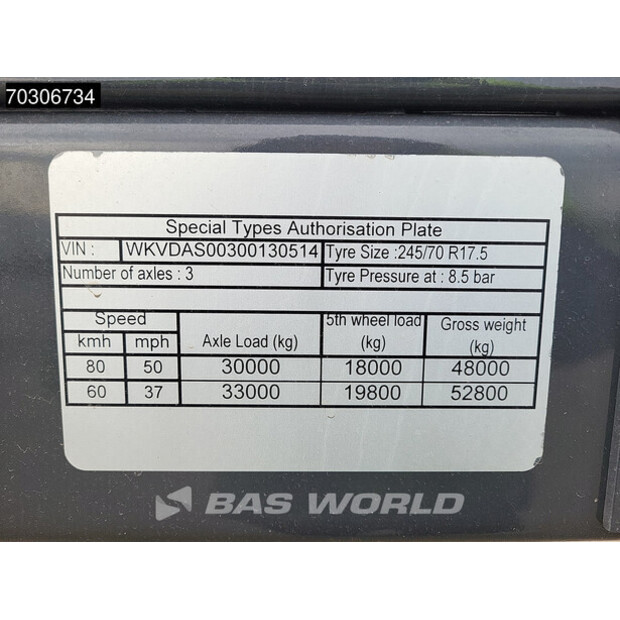 70306734
Special Types Authorisation Plate
VIN : WKVDAS00300130514 Tyre Size :245/70 R17.5
Number of axles : 3 Tyre Pressure at : 8.5 bar
Speed Axle Load (kg) 5th wheel load (kg) Gross weight (kg)
kmh mph
80 50 30000 18000 48000
60 37 33000 19800 52800
BAS WORLD